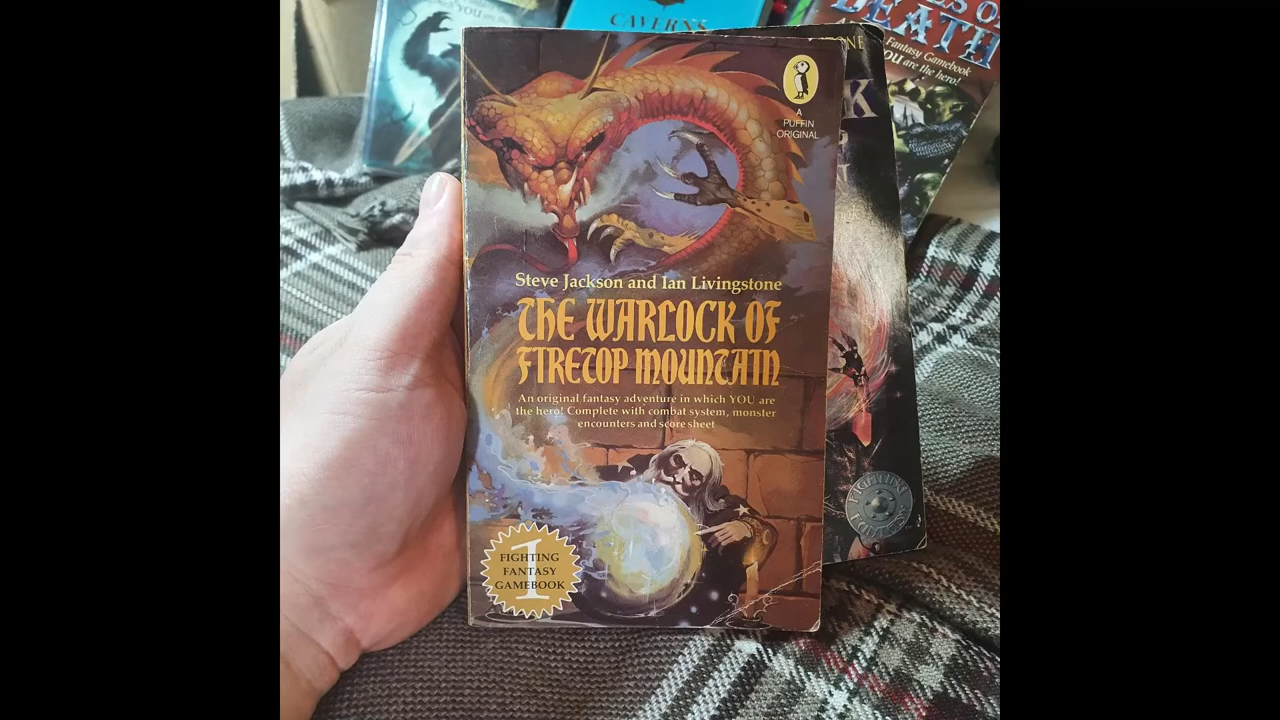 YOU
CAVERNS
DEATH
Fantasy Gamebook
YOU are the hero!
A
PUFFIN
ORIGINAL
Steve Jackson and Ian Livingstone
THE WARLOCK OF
FIRETOP MOUNTAIN
An original fantasy adventure in which YOU are
the hero! Complete with combat system, monster
encounters and score sheet
1
FIGHTING
FANTASY
GAMEBOOK
FIGHTING
FANTASY